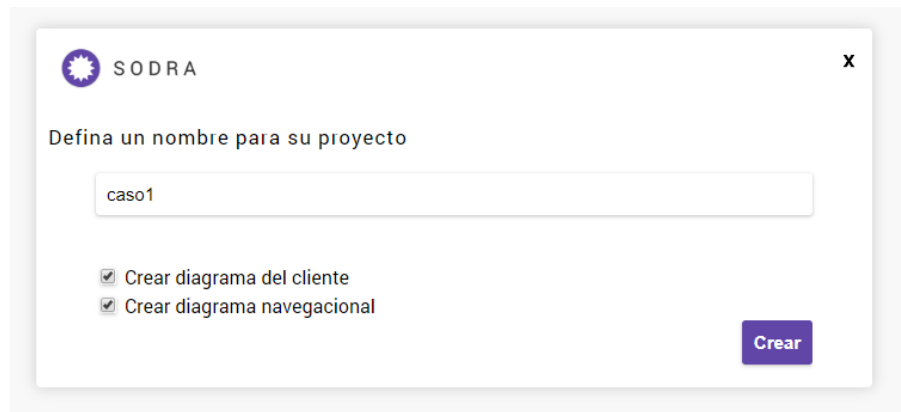 SODRA
x
Defina un nombre para su proyecto
caso1
Crear diagrama del cliente
Crear diagrama navegacional
Crear